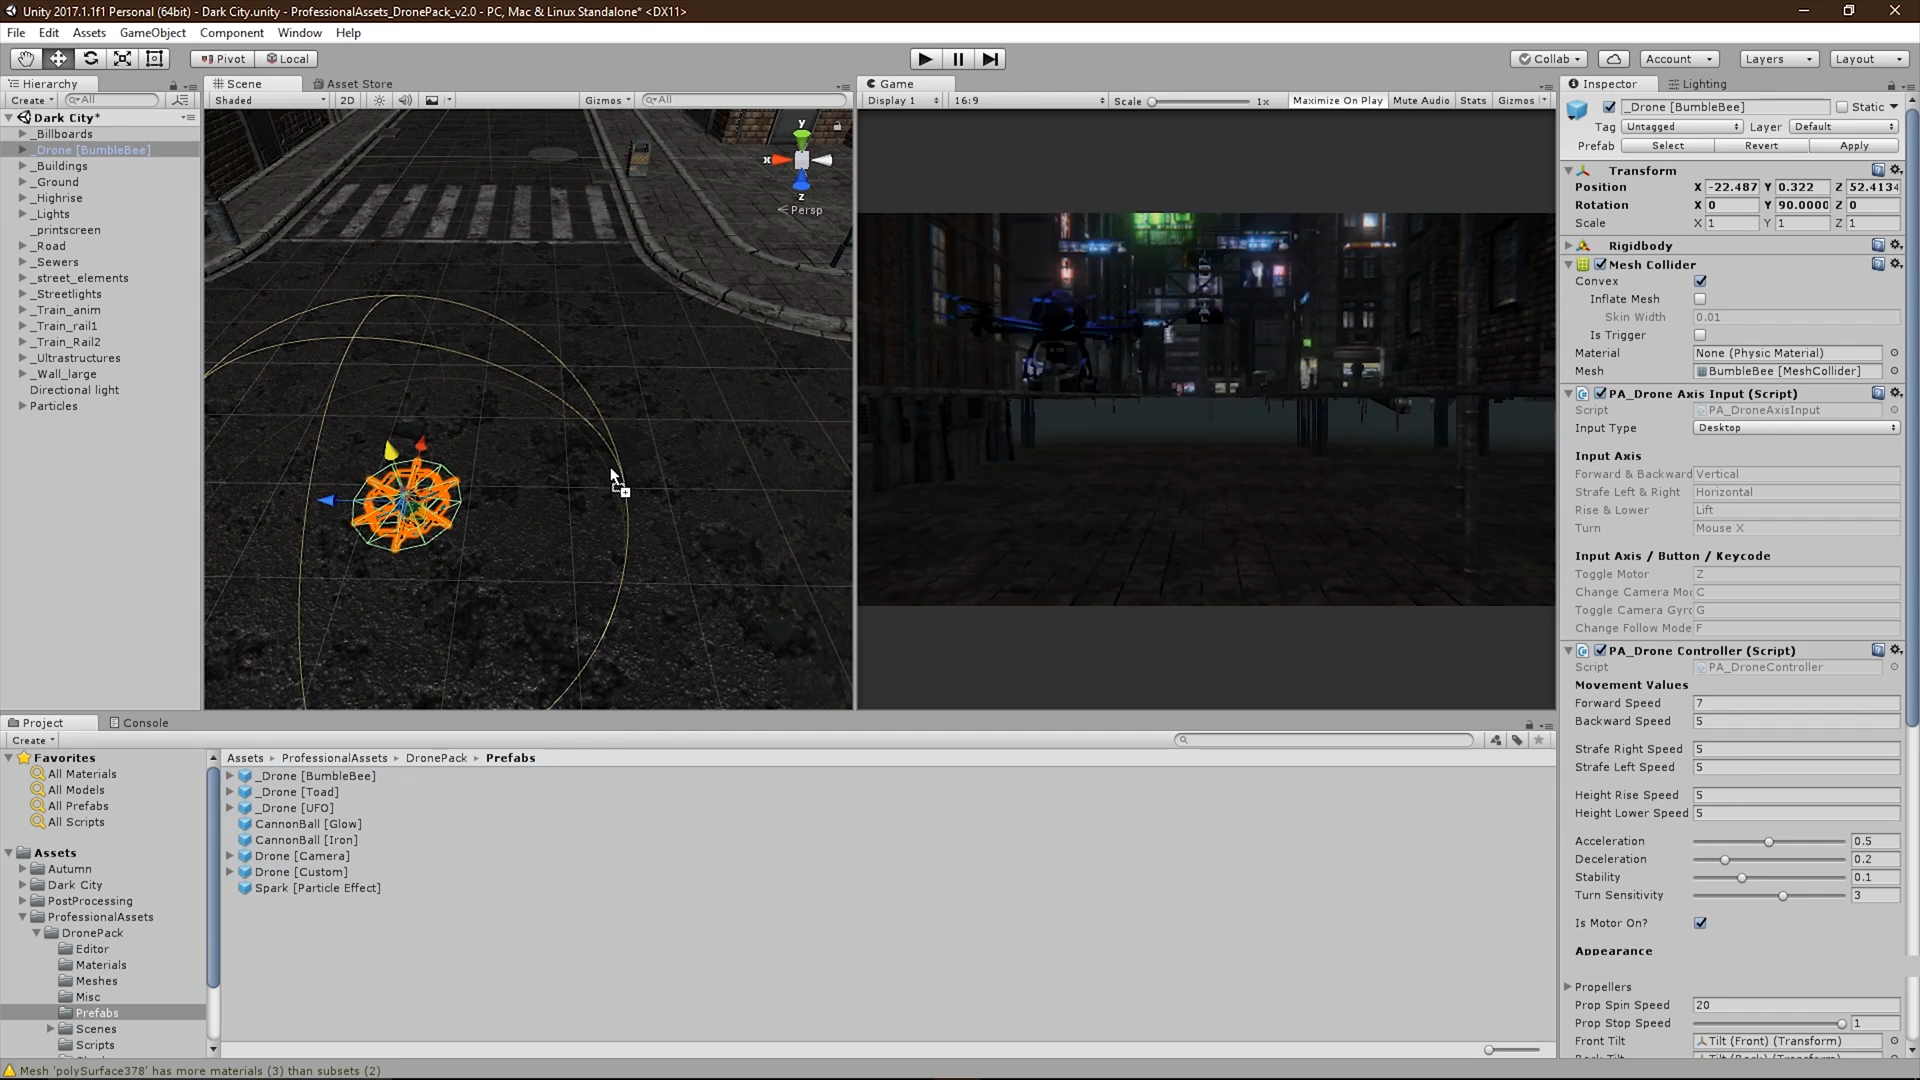 Unity 2017.1.1f1 Personal (64bit) - Dark City.unity - ProfessionalAssets_DronePack_v2.0 - PC, Mac & Linux Standalone* <DX11>
File Edit Assets GameObject Component Window Help
Pivot Local Collab Account Layers Layout
Hierarchy
Create All
Dark City*
_Billboards
_Drone [BumbleBee]
_Buildings
_Ground
_Highrise
_Lights
_printscreen
_Road
_Sewers
_street_elements
_Streetlights
_Train_anim
_Train_rail1
_Train_Rail2
_Ultrastructures
_Wall_large
Directional light
Particles
Scene Asset Store
Shaded 2D Gizmos All
y
x
z
Persp
Game
Display 1 16:9 Scale 1x Maximize On Play Mute Audio Stats Gizmos
Inspector Lighting
_Drone [BumbleBee] Static
Tag Untagged Layer Default
Prefab Select Revert Apply
Transform
Position X -22.487 Y 0.322 Z 52.4134
Rotation X 0 Y 90.0000 Z 0
Scale X 1 Y 1 Z 1
Rigidbody
Mesh Collider
Convex
Inflate Mesh
Skin Width 0.01
Is Trigger
Material None (Physic Material)
Mesh BumbleBee [MeshCollider]
PA_Drone Axis Input (Script)
Script PA_DroneAxisInput
Input Type Desktop
Input Axis
Forward & Backward Vertical
Strafe Left & Right Horizontal
Rise & Lower Lift
Turn Mouse X
Input Axis / Button / Keycode
Toggle Motor Z
Change Camera Mo C
Toggle Camera Gyr G
Change Follow Mode F
PA_Drone Controller (Script)
Script PA_DroneController
Movement Values
Forward Speed 7
Backward Speed 5
Strafe Right Speed 5
Strafe Left Speed 5
Height Rise Speed 5
Height Lower Speed 5
Acceleration 0.5
Deceleration 0.2
Stability 0.1
Turn Sensitivity 3
Is Motor On?
Appearance
Propellers
Prop Spin Speed 20
Prop Stop Speed 1
Front Tilt Tilt (Front) (Transform)
Project Console
Create
Favorites
All Materials
All Models
All Prefabs
All Scripts
Assets
Autumn
Dark City
PostProcessing
ProfessionalAssets
DronePack
Editor
Materials
Meshes
Misc
Prefabs
Scenes
Scripts
Assets ProfessionalAssets DronePack Prefabs
_Drone [BumbleBee]
_Drone [Toad]
_Drone [UFO]
CannonBall [Glow]
CannonBall [Iron]
Drone [Camera]
Drone [Custom]
Spark [Particle Effect]
Mesh 'polySurface378' has more materials (3) than subsets (2)